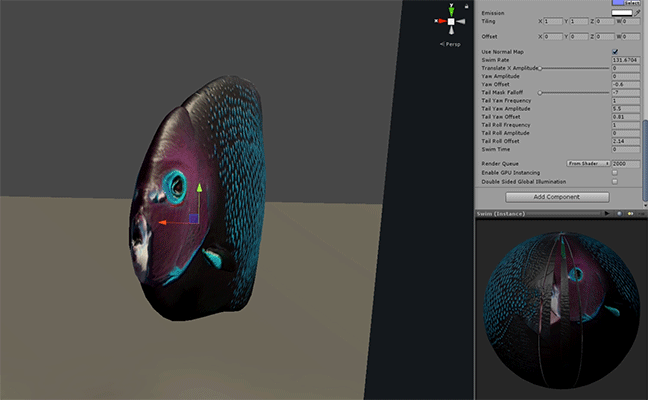 Select
Emission
Tiling X 1 Y 1 Z 0 W 0
Offset X 0 Y 0 Z 0 W 0
Use Normal Map
Swim Rate 131.6704
Translate X Amplitude 0
Yaw Amplitude 0
Yaw Offset -0.6
Tail Mask Falloff -7
Tail Yaw Frequency 1
Tail Yaw Amplitude 5.5
Tail Yaw Offset 0.81
Tail Roll Frequency 1
Tail Roll Amplitude 0
Tail Roll Offset 2.14
Swim Time 0
Render Queue From Shader 2000
Enable GPU Instancing
Double Sided Global Illumination
Add Component
Swim (Instance)
y
x
Persp